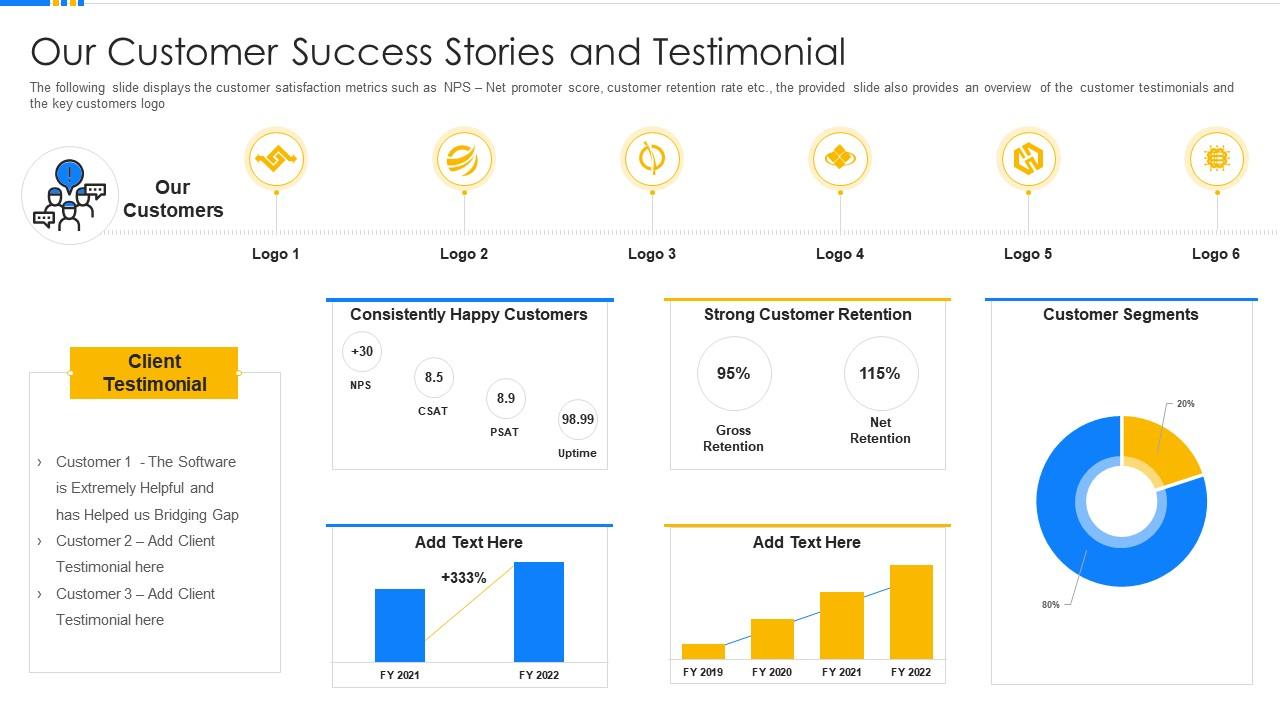 Our Customer Success Stories and Testimonial
The following slide displays the customer satisfaction metrics such as NPS – Net promoter score, customer retention rate etc., the provided slide also provides an overview of the customer testimonials and
the key customers logo
Our
Customers
Logo 1
Logo 2
Logo 3
Logo 4
Logo 5
Logo 6
Client
Testimonial
› Customer 1 - The Software
is Extremely Helpful and
has Helped us Bridging Gap
› Customer 2 – Add Client
Testimonial here
› Customer 3 – Add Client
Testimonial here
Consistently Happy Customers
+30
NPS
8.5
CSAT
8.9
PSAT
98.99
Uptime
Strong Customer Retention
95%
Gross
Retention
115%
Net
Retention
Customer Segments
20%
80%
Add Text Here
+333%
FY 2021
FY 2022
Add Text Here
FY 2019
FY 2020
FY 2021
FY 2022